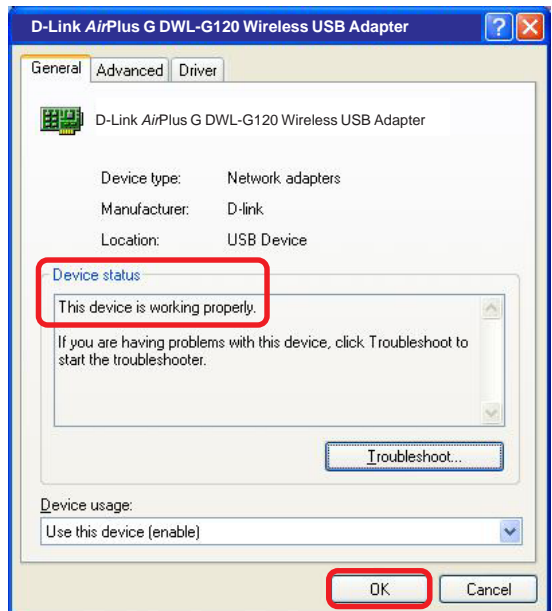 D-Link AirPlus G DWL-G120 Wireless USB Adapter
General Advanced Driver
D-Link AirPlus G DWL-G120 Wireless USB Adapter
Device type: Network adapters
Manufacturer: D-link
Location: USB Device
Device status
This device is working properly.
If you are having problems with this device, click Troubleshoot to
start the troubleshooter.
Troubleshoot...
Device usage:
Use this device (enable)
OK Cancel